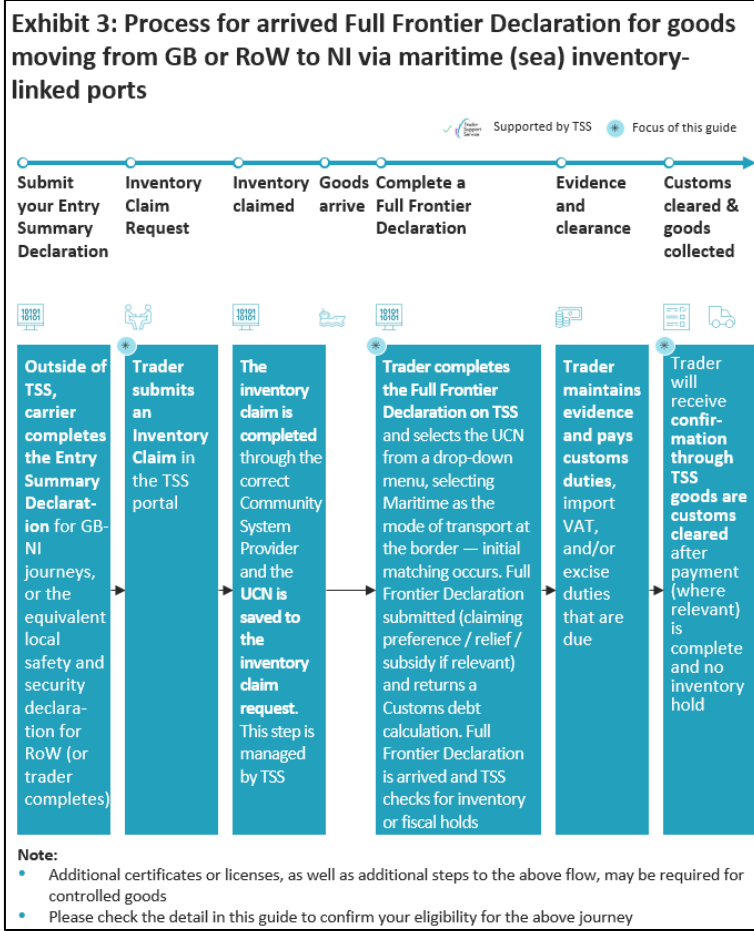 Exhibit 3: Process for arrived Full Frontier Declaration for goods
moving from GB or RoW to NI via maritime (sea) inventory-
linked ports
Trader
Support
Service
Supported by TSS
Focus of this guide
Submit
your Entry
Summary
Declaration
Inventory
Claim
Request
Inventory
claimed
Goods
arrive
Complete a
Full Frontier
Declaration
Evidence
and
clearance
Customs
cleared &
goods
collected
10101
10101
10101
10101
10101
10101
Outside of
TSS,
carrier
completes
the Entry
Summary
Declarat-
ion for GB-
NI
journeys,
or the
equivalent
local
safety and
security
declara-
tion for
RoW (or
trader
completes)
Trader
submits
an
Inventory
Claim in
the TSS
portal
The
inventory
claim is
completed
through the
correct
Community
System
Provider
and the
UCN is
saved to
the
inventory
claim
request.
This step is
managed
by TSS
Trader completes
the Full Frontier
Declaration on TSS
and selects the UCN
from a drop-down
menu, selecting
Maritime as the
mode of transport at
the border — initial
matching occurs. Full
Frontier Declaration
submitted (claiming
preference / relief /
subsidy if relevant)
and returns a
Customs debt
calculation. Full
Frontier Declaration
is arrived and TSS
checks for inventory
or fiscal holds
Trader
maintains
evidence
and pays
customs
duties,
import
VAT,
and/or
excise
duties
that are
due
Trader
will
receive
confir-
mation
through
TSS
goods are
customs
cleared
after
payment
(where
relevant)
is
complete
and no
inventory
hold
Note:
• Additional certificates or licenses, as well as additional steps to the above flow, may be required for
controlled goods
• Please check the detail in this guide to confirm your eligibility for the above journey